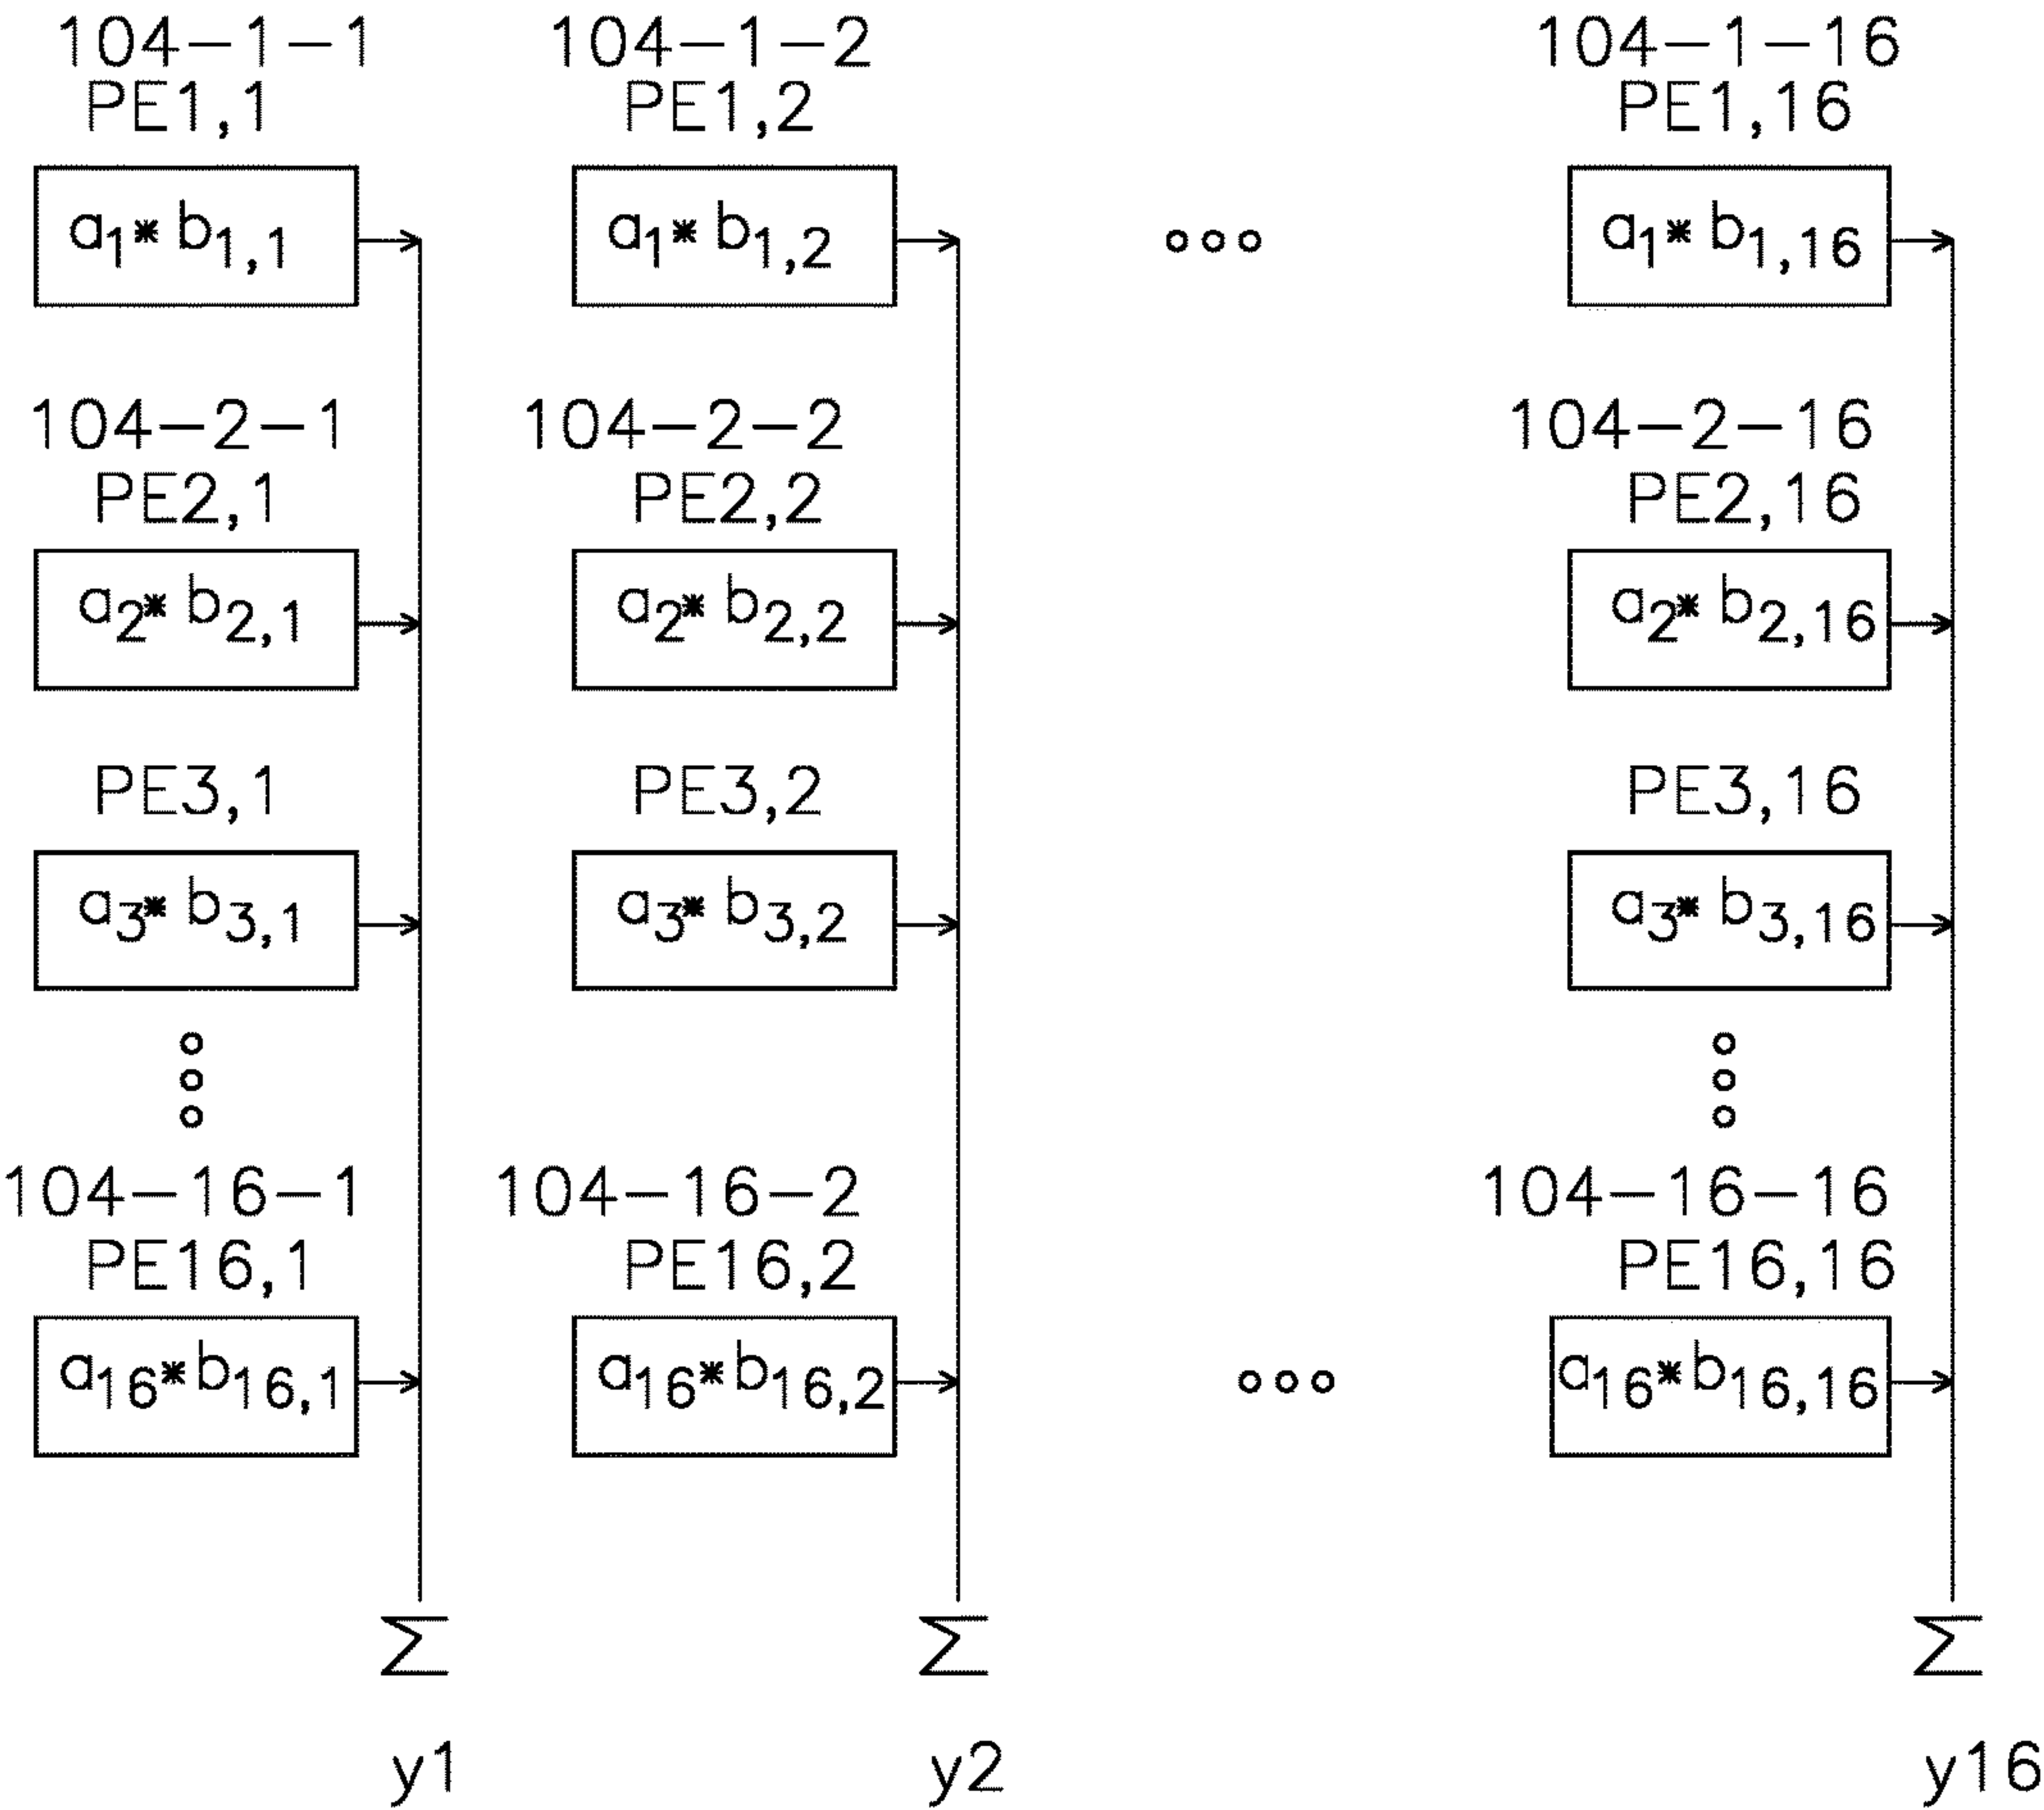 104-1-1 104-1-2 104-1-16
PE1,1 PE1,2 PE1,16
a1* b1,1 a1* b1,2 a1* b1,16
104-2-1 104-2-2 104-2-16
PE2,1 PE2,2 PE2,16
a2* b2,1 a2* b2,2 a2* b2,16
PE3,1 PE3,2 PE3,16
a3* b3,1 a3* b3,2 a3* b3,16
104-16-1 104-16-2 104-16-16
PE16,1 PE16,2 PE16,16
a16* b16,1 a16* b16,2 a16* b16,16
Σ Σ Σ
y1 y2 y16